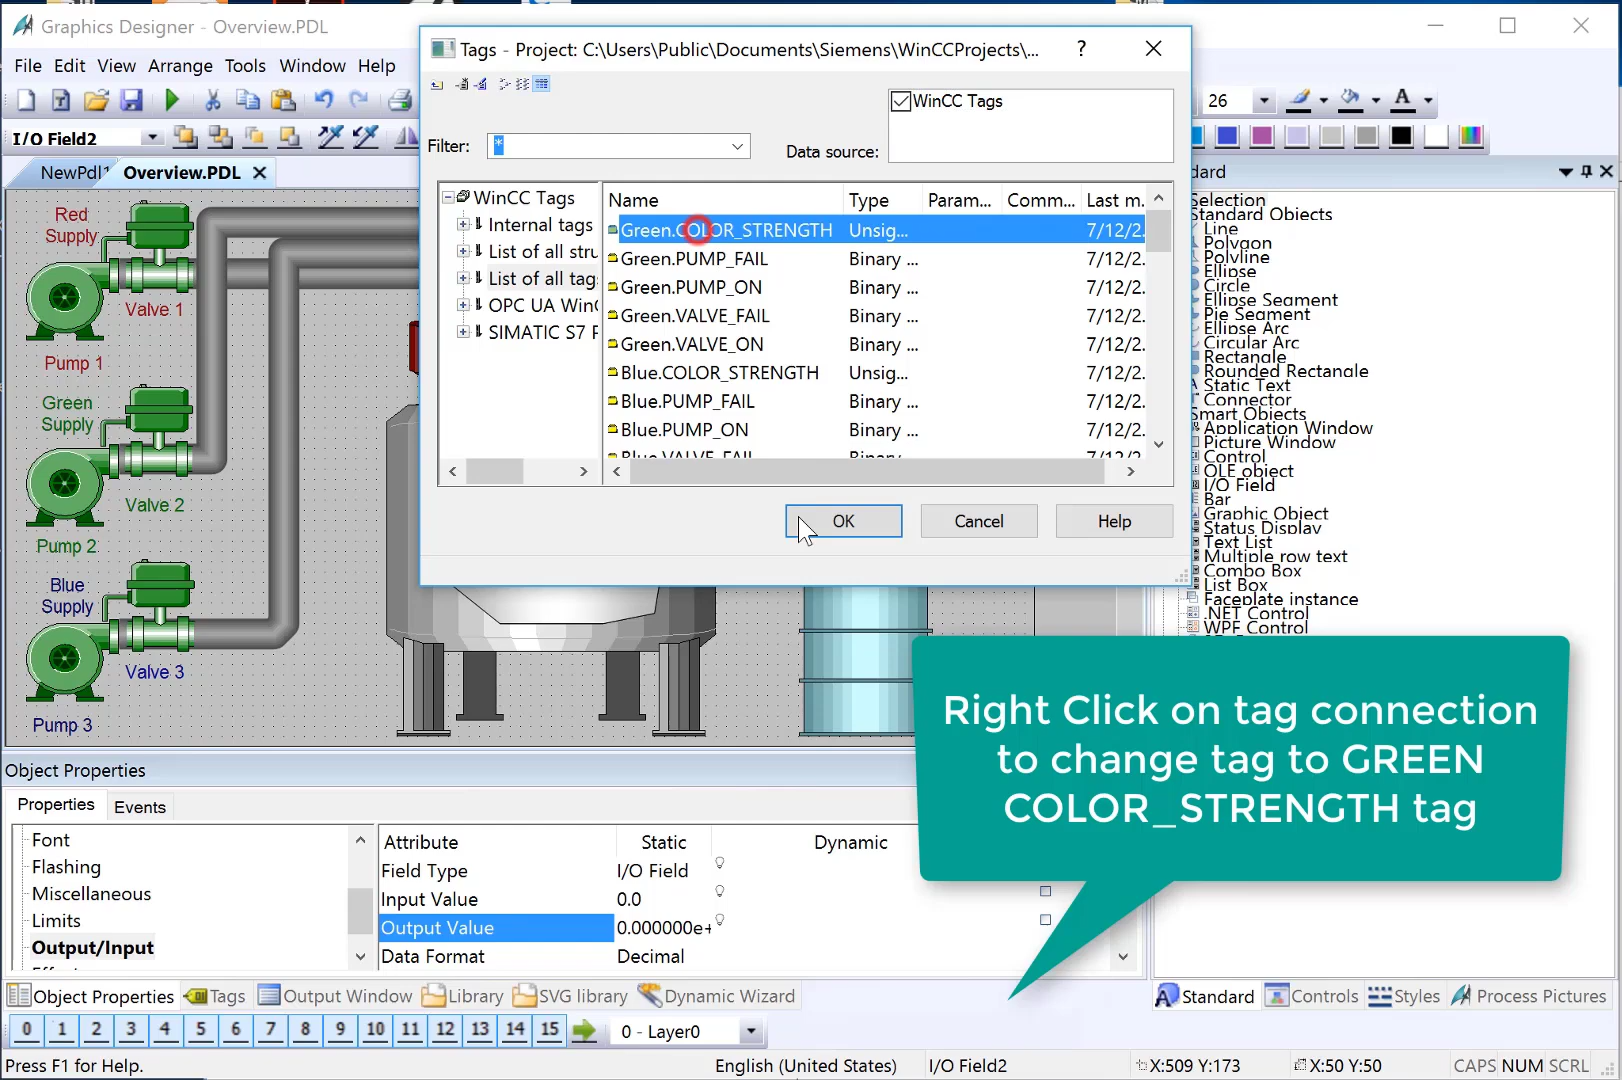 Graphics Designer - Overview.PDL
File Edit View Arrange Tools Window Help
I/O Field2
NewPdl1 Overview.PDL
Tags - Project: C:\Users\Public\Documents\Siemens\WinCCProjects\...
?
WinCC Tags
Filter: *
Data source:
WinCC Tags
Internal tags
List of all stru
List of all tag
OPC UA Win
SIMATIC S7
Name Type Param... Comm... Last m.
Green.COLOR_STRENGTH Unsig... 7/12/2.
Green.PUMP_FAIL Binary ... 7/12/2.
Green.PUMP_ON Binary ... 7/12/2.
Green.VALVE_FAIL Binary ... 7/12/2.
Green.VALVE_ON Binary ... 7/12/2.
Blue.COLOR_STRENGTH Unsig... 7/12/2.
Blue.PUMP_FAIL Binary ... 7/12/2.
Blue.PUMP_ON Binary ... 7/12/2.
Blue.VALVE_FAIL Binary ... 7/12/2.
OK Cancel Help
26
A
Red
Supply
Valve 1
Pump 1
Green
Supply
Valve 2
Pump 2
Blue
Supply
Valve 3
Pump 3
dard
Selection
Standard Objects
Line
Polygon
Polyline
Ellipse
Circle
Ellipse Segment
Pie Segment
Ellipse Arc
Circular Arc
Rectangle
Rounded Rectangle
Static Text
Connector
Smart Objects
Application Window
Picture Window
Control
OLE object
I/O Field
Bar
Graphic Object
Status Display
Text List
Multiple row text
Combo Box
List Box
Faceplate instance
.NET Control
WPF Control
Right Click on tag connection
to change tag to GREEN
COLOR_STRENGTH tag
Object Properties
Properties Events
Font
Flashing
Miscellaneous
Limits
Output/Input
Attribute Static Dynamic
Field Type I/O Field
Input Value 0.0
Output Value 0.000000e+
Data Format Decimal
Object Properties Tags Output Window Library SVG library Dynamic Wizard
Standard Controls Styles Process Pictures
0 1 2 3 4 5 6 7 8 9 10 11 12 13 14 15 0 - Layer0
Press F1 for Help. English (United States) I/O Field2 X:509 Y:173 X:50 Y:50 CAPS NUM SCRL